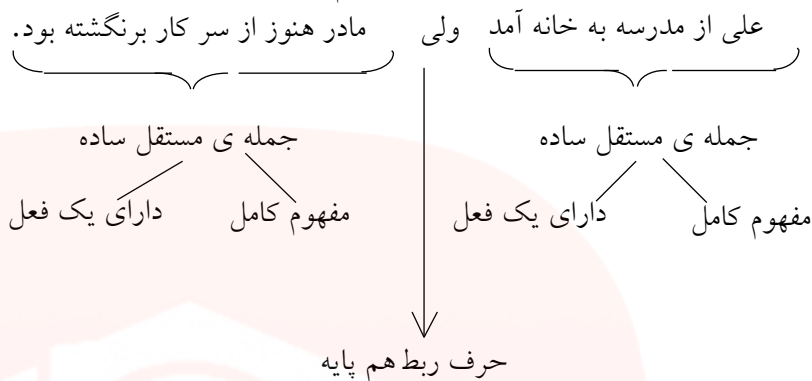 علی از مدرسه به خانه آمد ولی مادر هنوز از سر کار برنگشته بود.
جمله ی مستقل ساده جمله ی مستقل ساده
مفهوم کامل دارای یک فعل مفهوم کامل دارای یک فعل
حرف ربط هم پایه